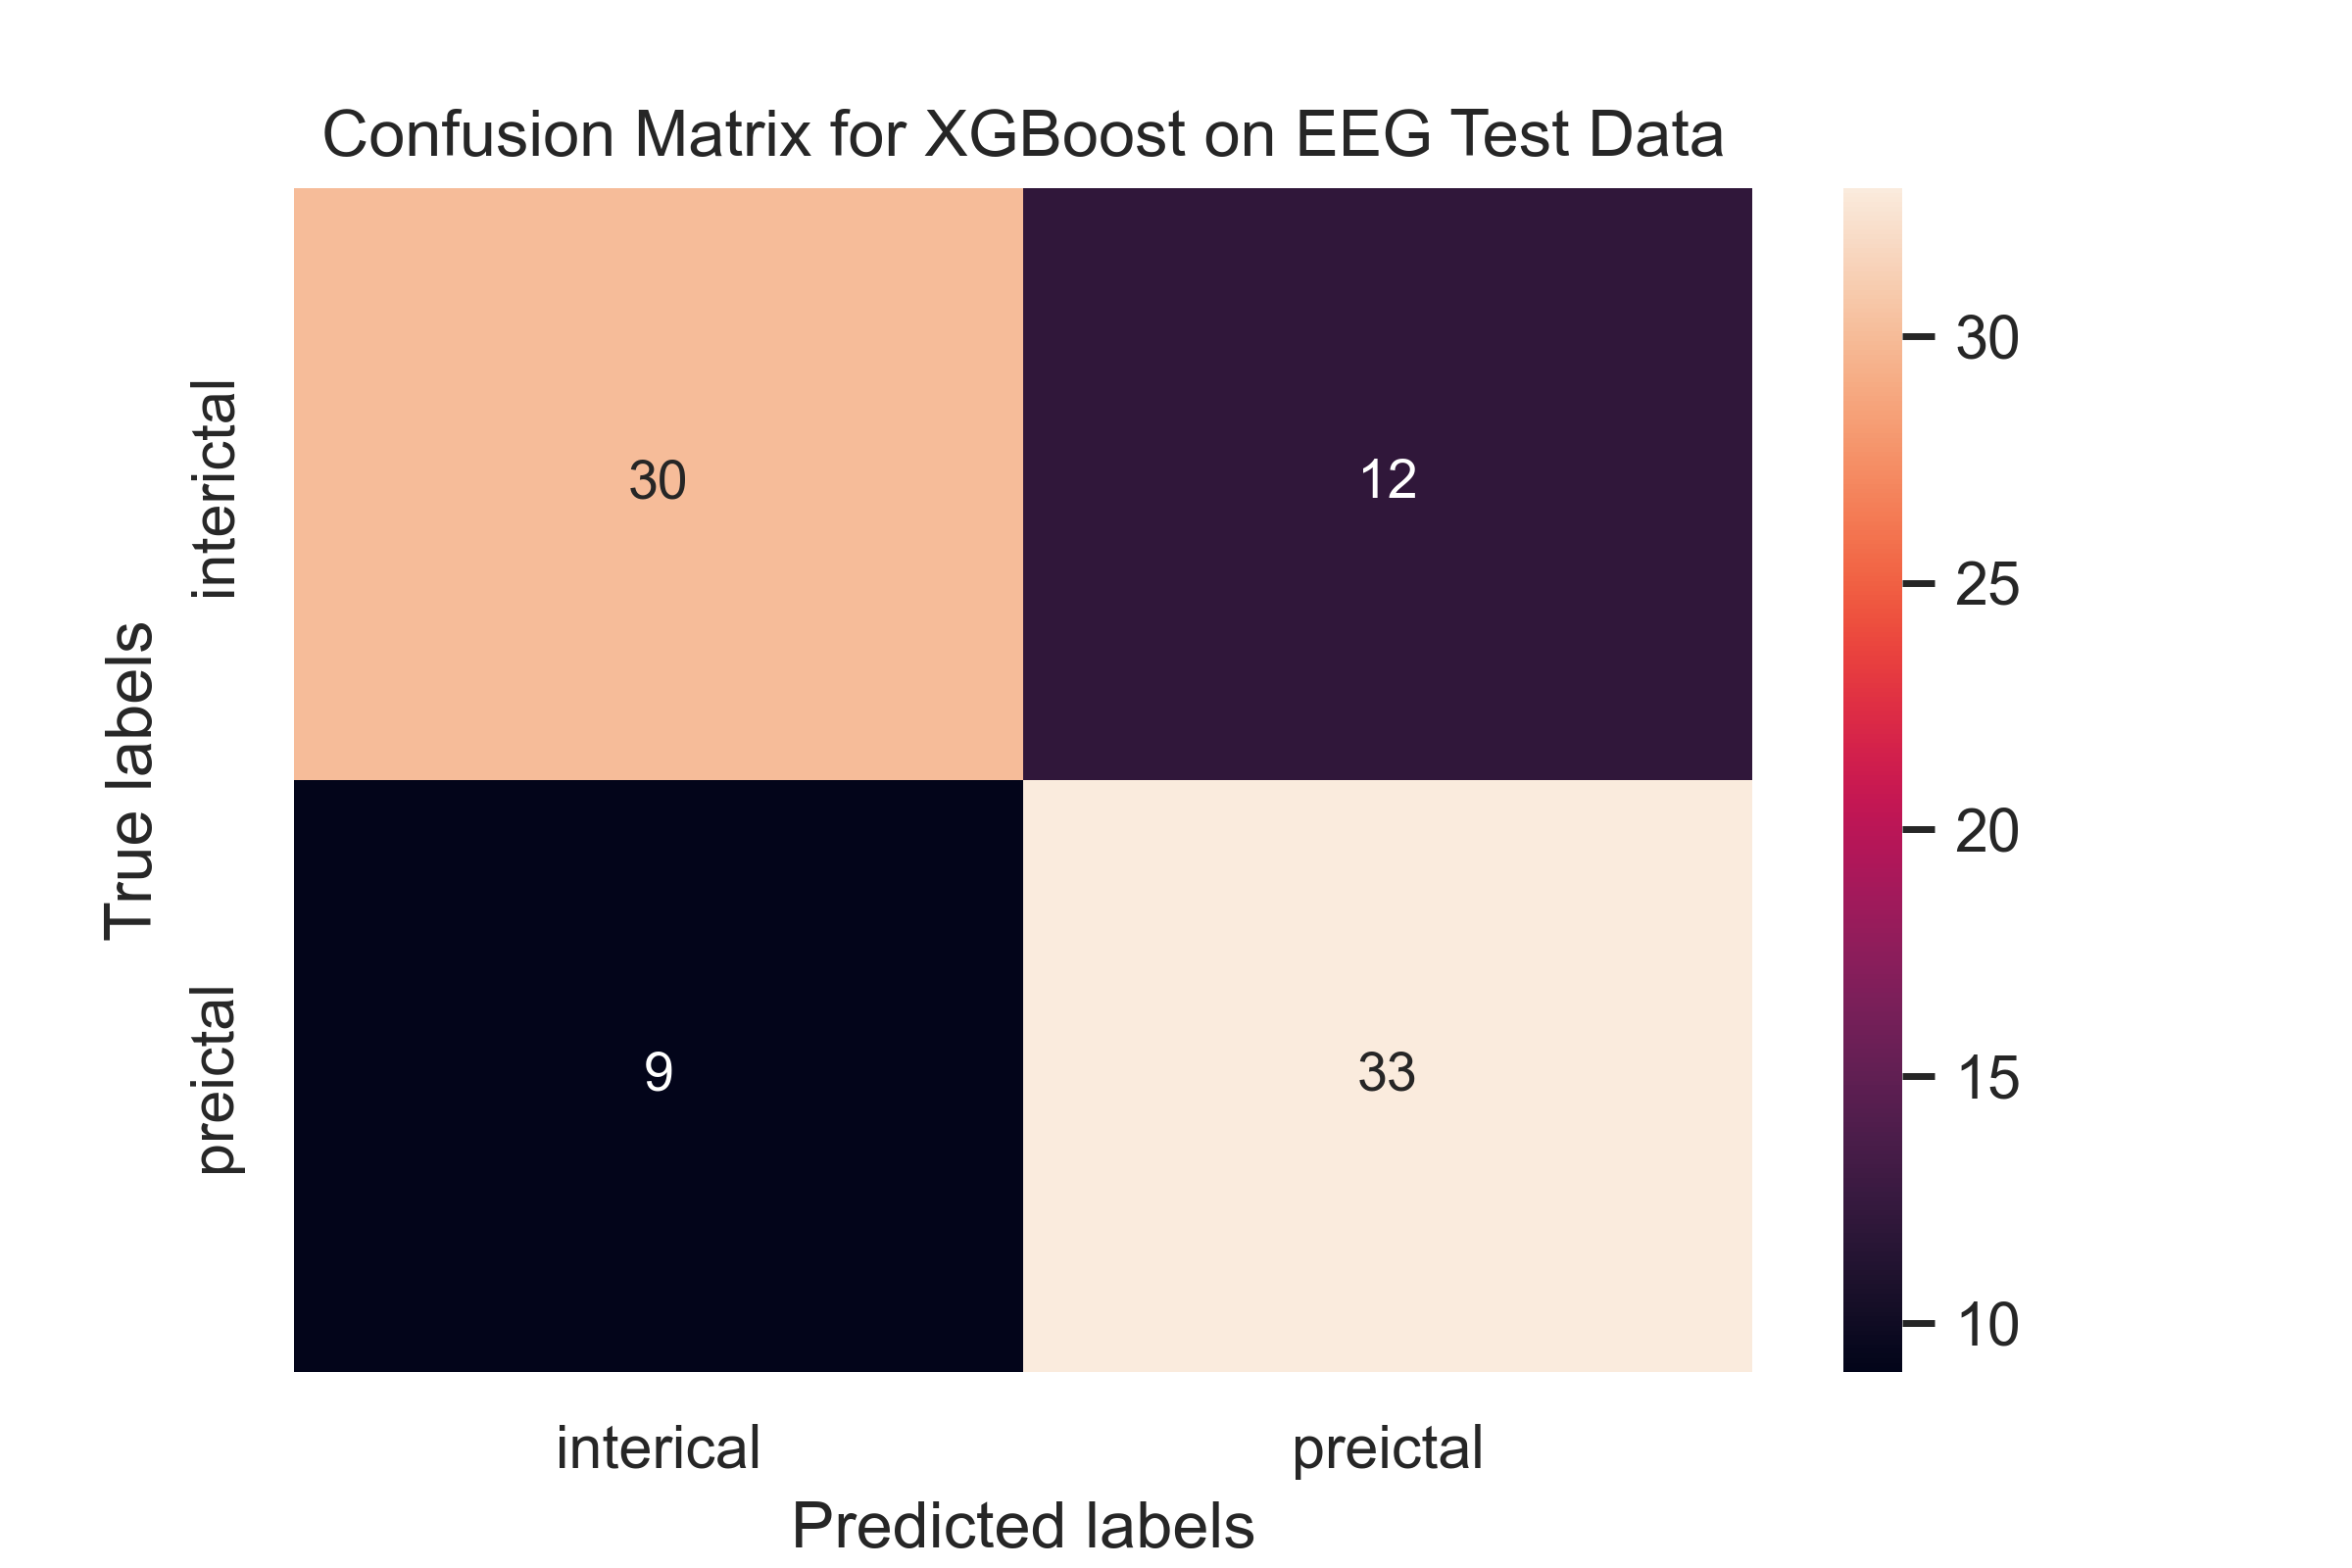 Confusion Matrix for XGBoost on EEG Test Data
True labels
interictal
preictal
30
12
9
33
interical
preictal
Predicted labels
30
25
20
15
10